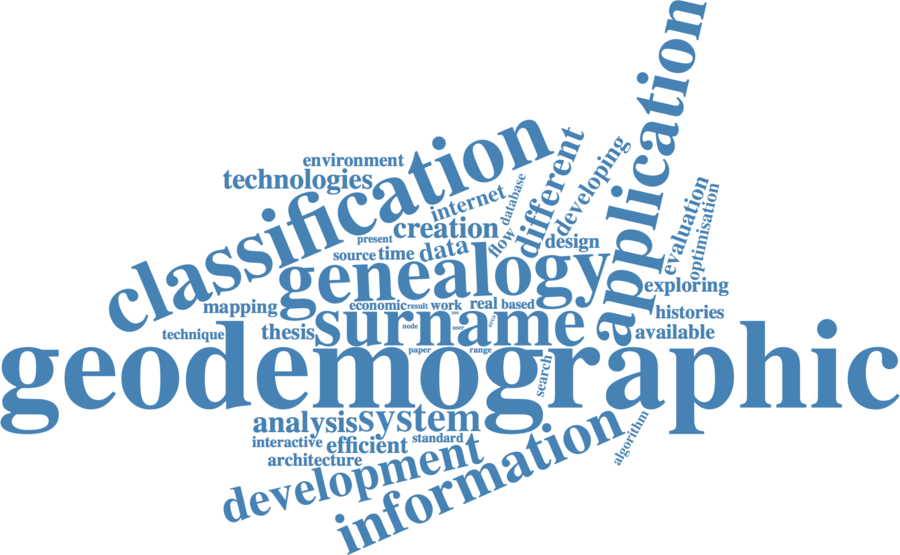 application
classification
environment
technologies
different
developing
internet
database
creation
flow
evaluation
optimisation
present
source
time
data
design
genealogy
exploring
mapping
economic
result
work
real
based
histories
surname
use
area
node
user
technique
thesis
available
paper
range
geodemographic
search
analysis
system
interactive
efficient
standard
algorithm
architecture
development
information